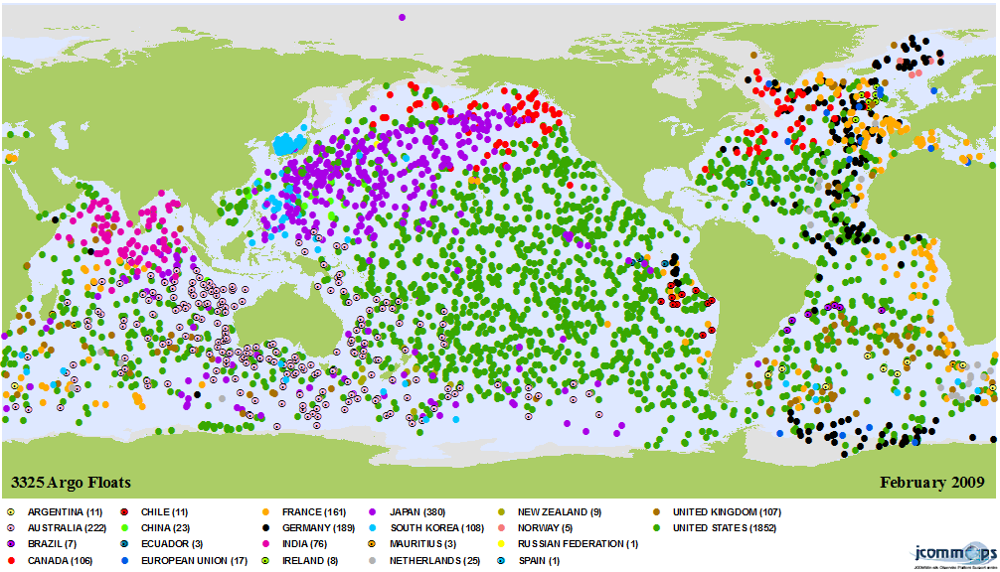 3325 Argo Floats February 2009
ARGENTINA (11) CHILE (11) FRANCE (161) JAPAN (380) NEW ZEALAND (9) UNITED KINGDOM (107)
AUSTRALIA (222) CHINA (23) GERMANY (189) SOUTH KOREA (108) NORWAY (5) UNITED STATES (1852)
BRAZIL (7) ECUADOR (3) INDIA (76) MAURITIUS (3) RUSSIAN FEDERATION (1)
CANADA (106) EUROPEAN UNION (17) IRELAND (8) NETHERLANDS (25) SPAIN (1)
jcommops